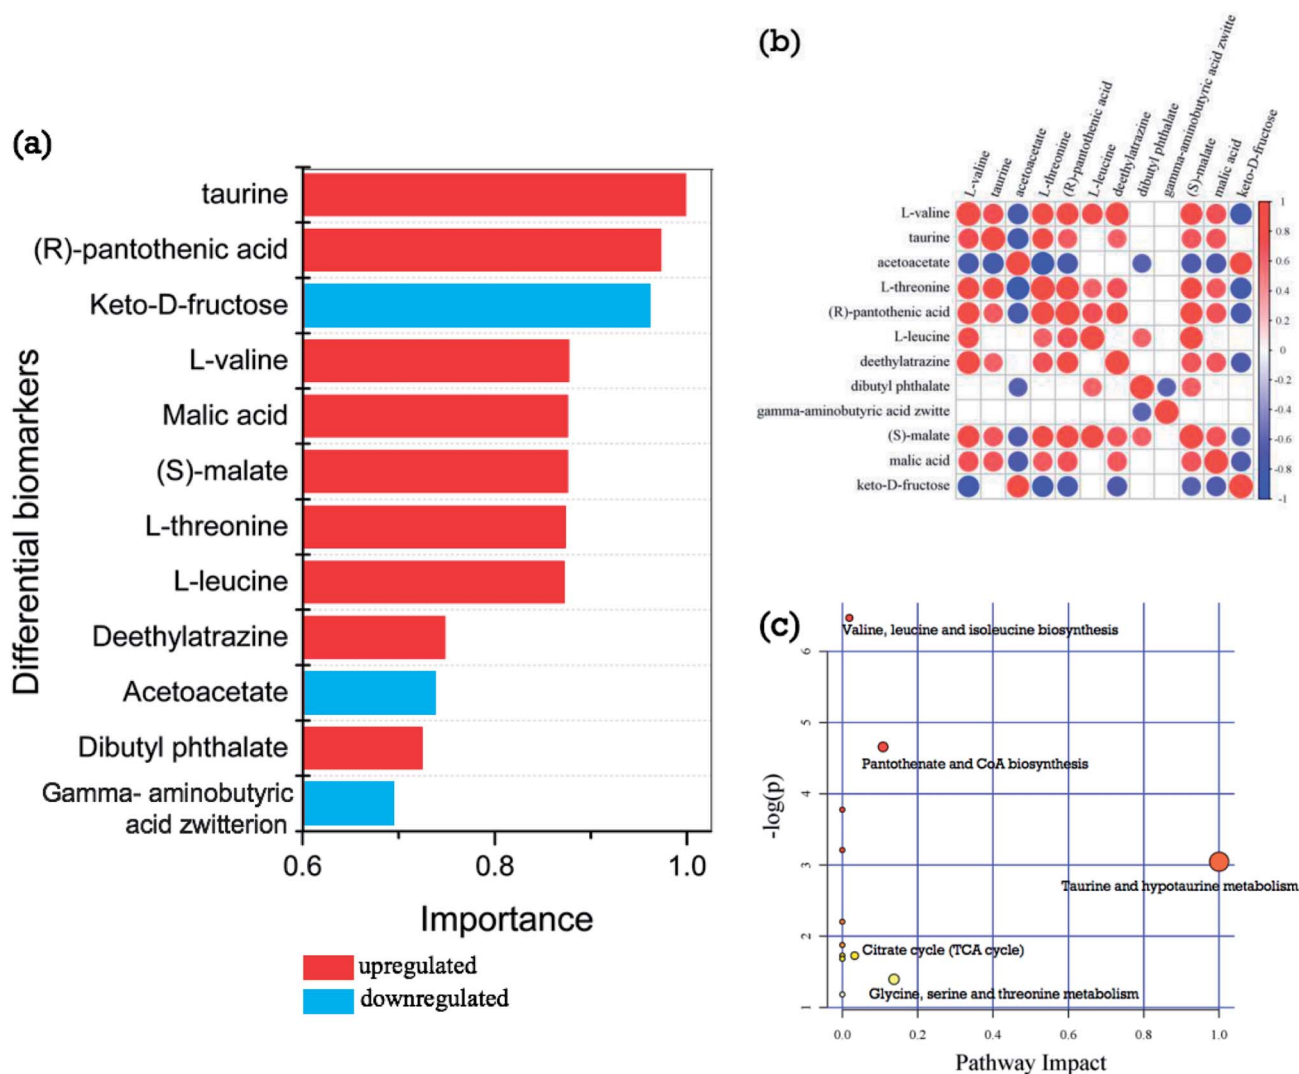 (a)
Differential biomarkers
taurine
(R)-pantothenic acid
Keto-D-fructose
L-valine
Malic acid
(S)-malate
L-threonine
L-leucine
Deethylatrazine
Acetoacetate
Dibutyl phthalate
Gamma- aminobutyric
acid zwitterion
0.6 0.8 1.0
Importance
upregulated
downregulated
(b)
L-valine
taurine
acetoacetate
L-threonine
(R)-pantothenic acid
L-leucine
deethylatrazine
dibutyl phthalate
gamma-aminobutyric acid zwitte
(S)-malate
malic acid
keto-D-fructose
L-valine
taurine
acetoacetate
L-threonine
(R)-pantothenic acid
L-leucine
deethylatrazine
dibutyl phthalate
gamma-aminobutyric acid zwitte
(S)-malate
malic acid
keto-D-fructose
1
0.8
0.6
0.4
0.2
0
-0.2
-0.4
-0.6
-0.8
-1
(c)
Valine, leucine and isoleucine biosynthesis
Pantothenate and CoA biosynthesis
Taurine and hypotaurine metabolism
Citrate cycle (TCA cycle)
Glycine, serine and threonine metabolism
-log(p)
6
5
4
3
2
1
0.0 0.2 0.4 0.6 0.8 1.0
Pathway Impact